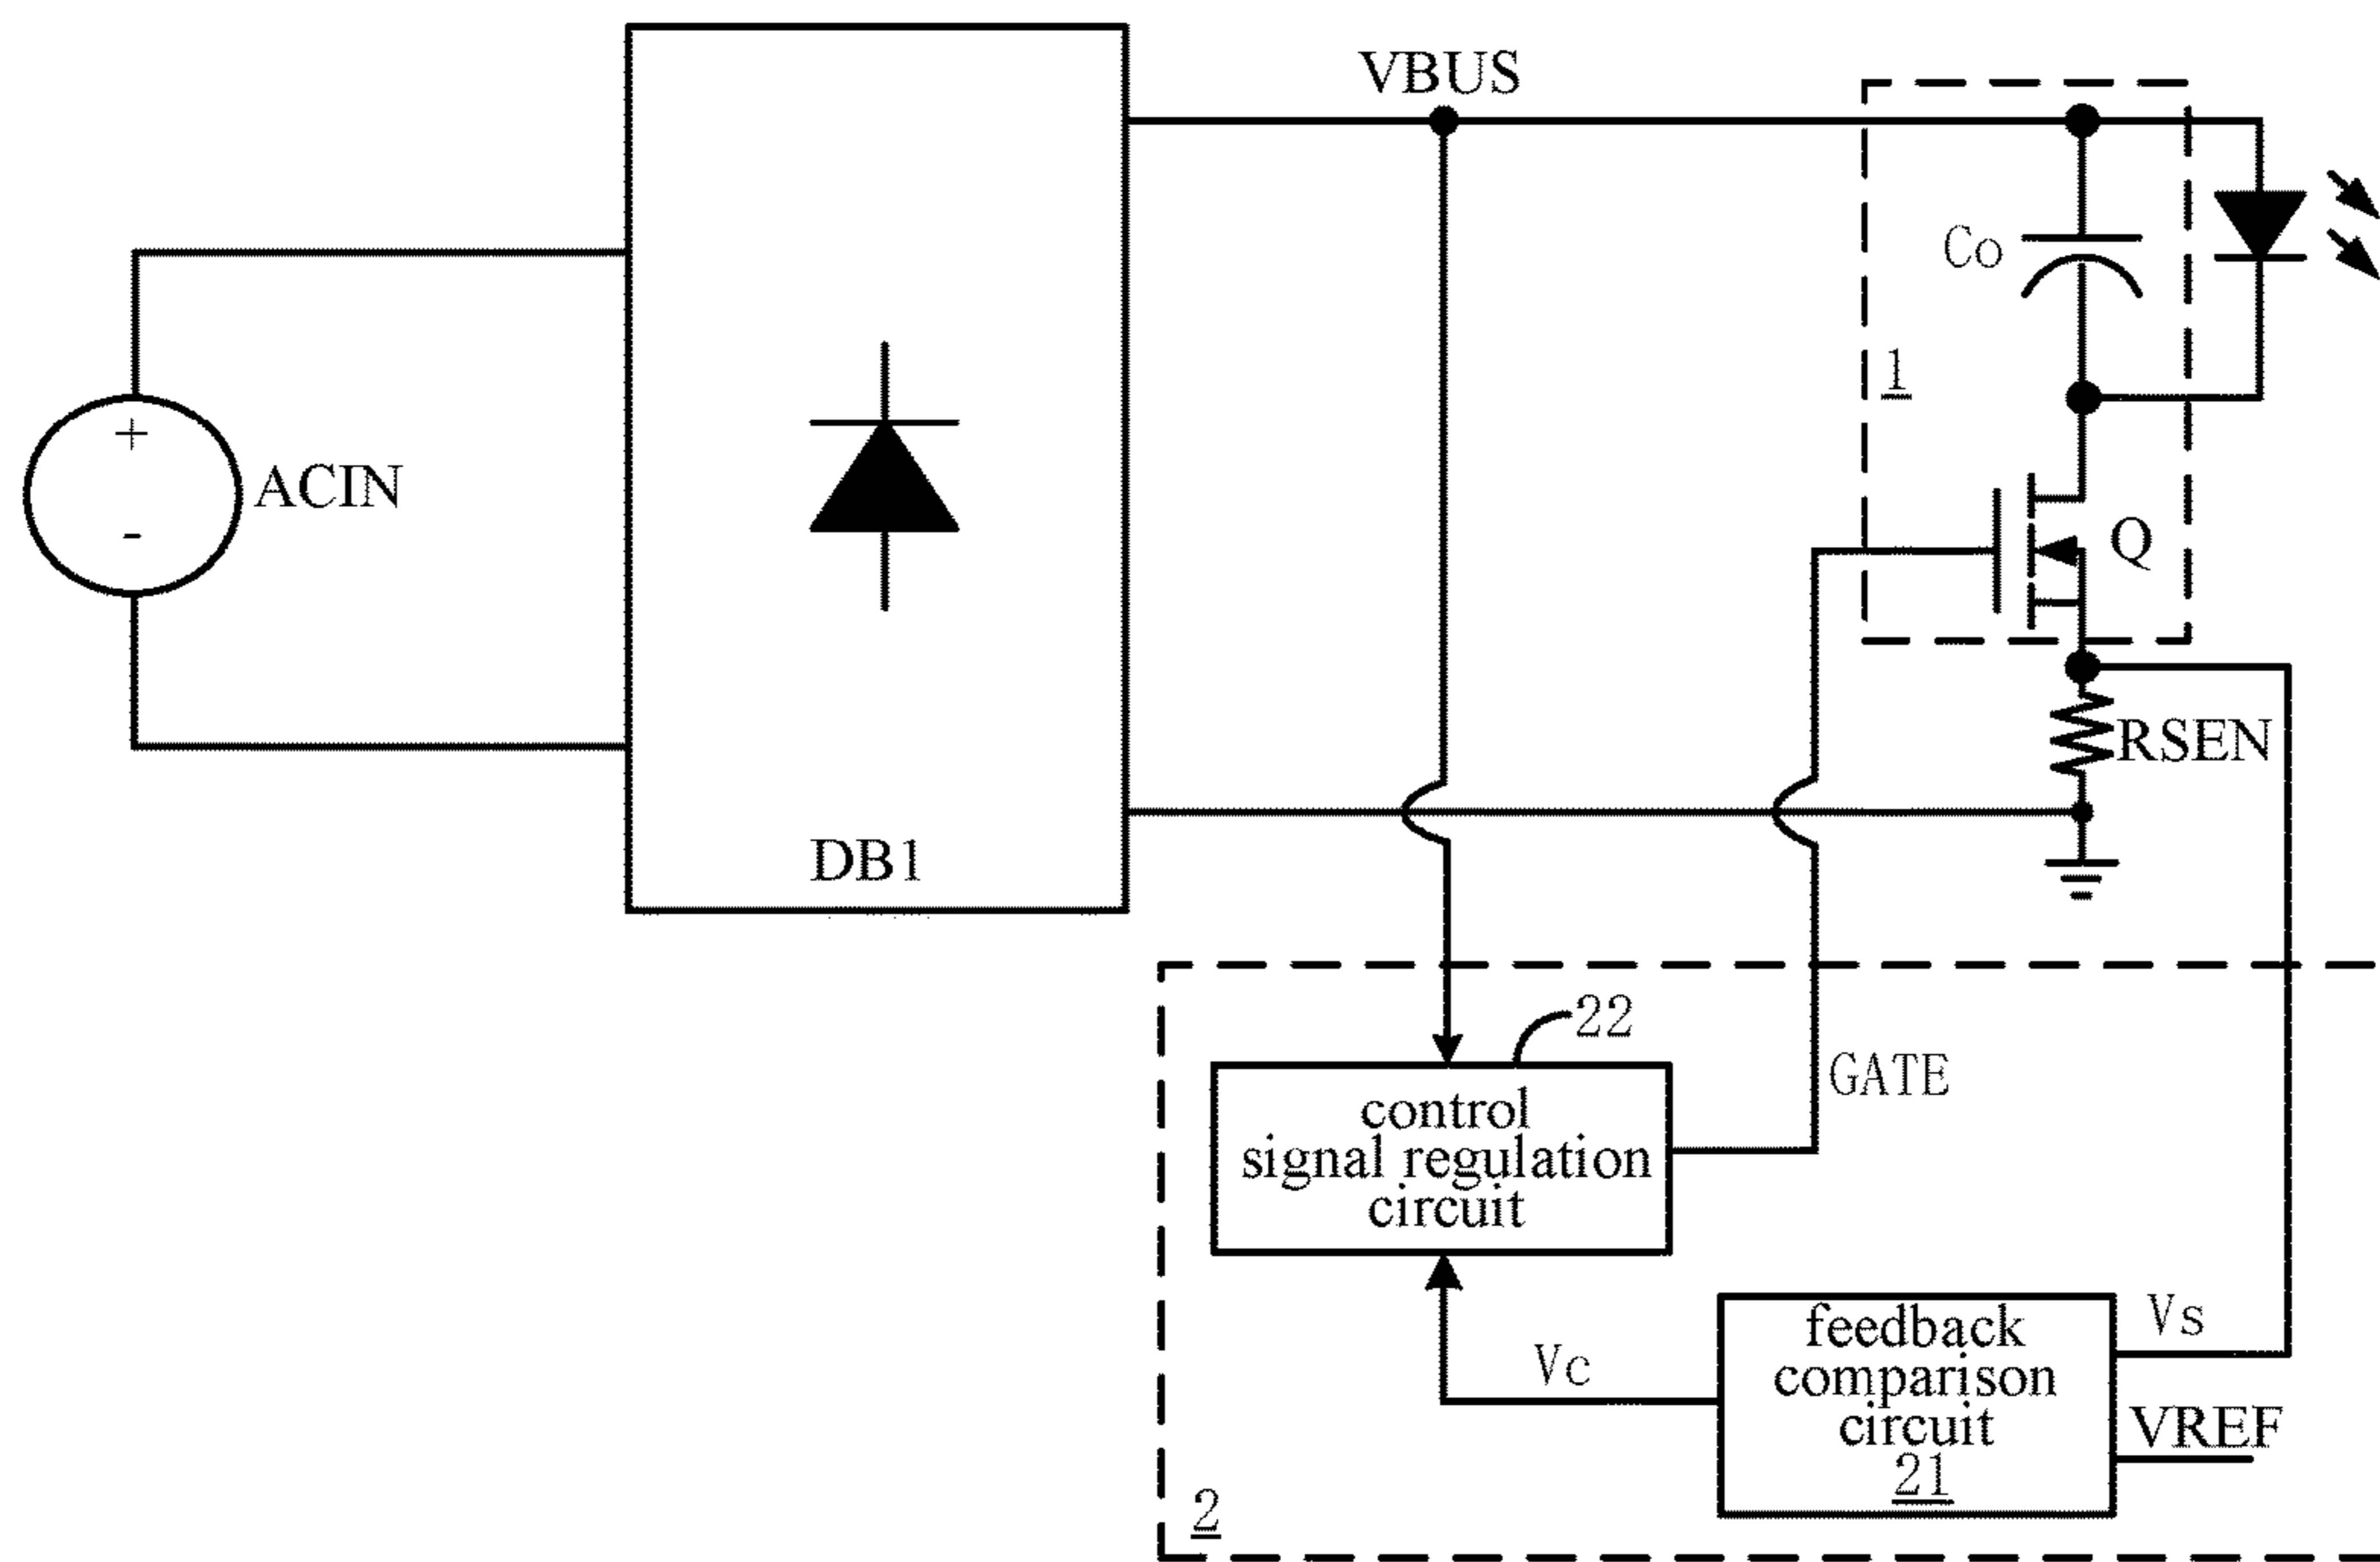 VBUS
Co
1
+
ACIN
-
Q
RSEN
DB1
22
GATE
control
signal regulation
circuit
Vs
feedback
comparison
circuit
21
Vc
VREF
2